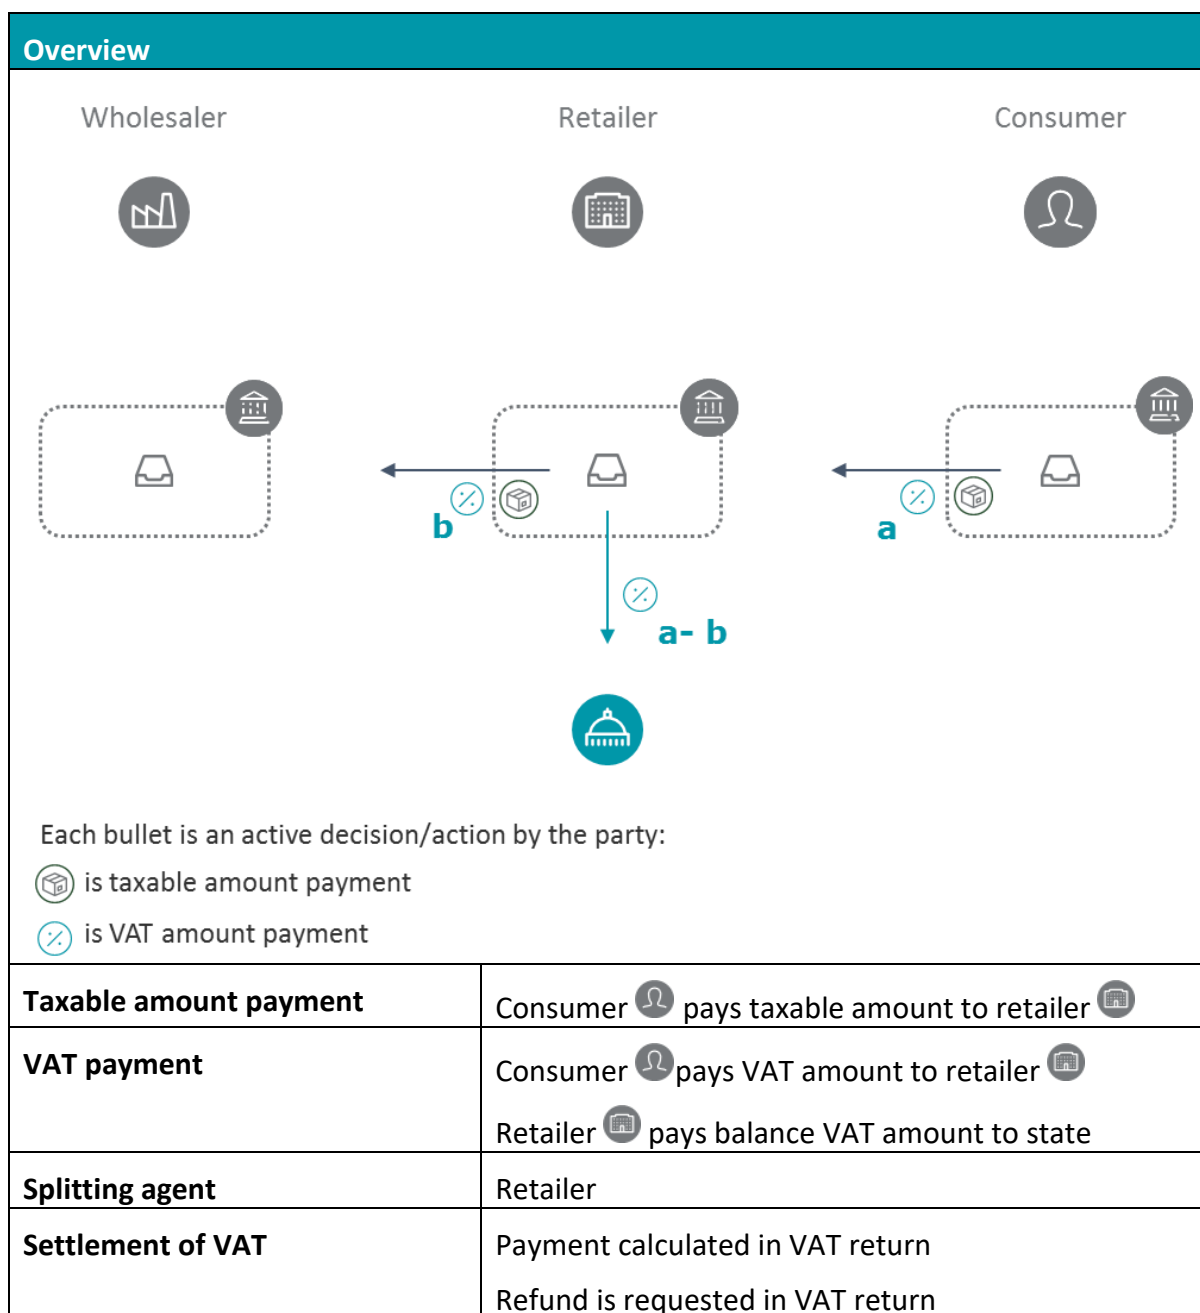 Overview
Wholesaler Retailer Consumer
b a
a- b
Each bullet is an active decision/action by the party:
is taxable amount payment
is VAT amount payment
Taxable amount payment Consumer pays taxable amount to retailer
VAT payment Consumer pays VAT amount to retailer
Retailer pays balance VAT amount to state
Splitting agent Retailer
Settlement of VAT Payment calculated in VAT return
Refund is requested in VAT return